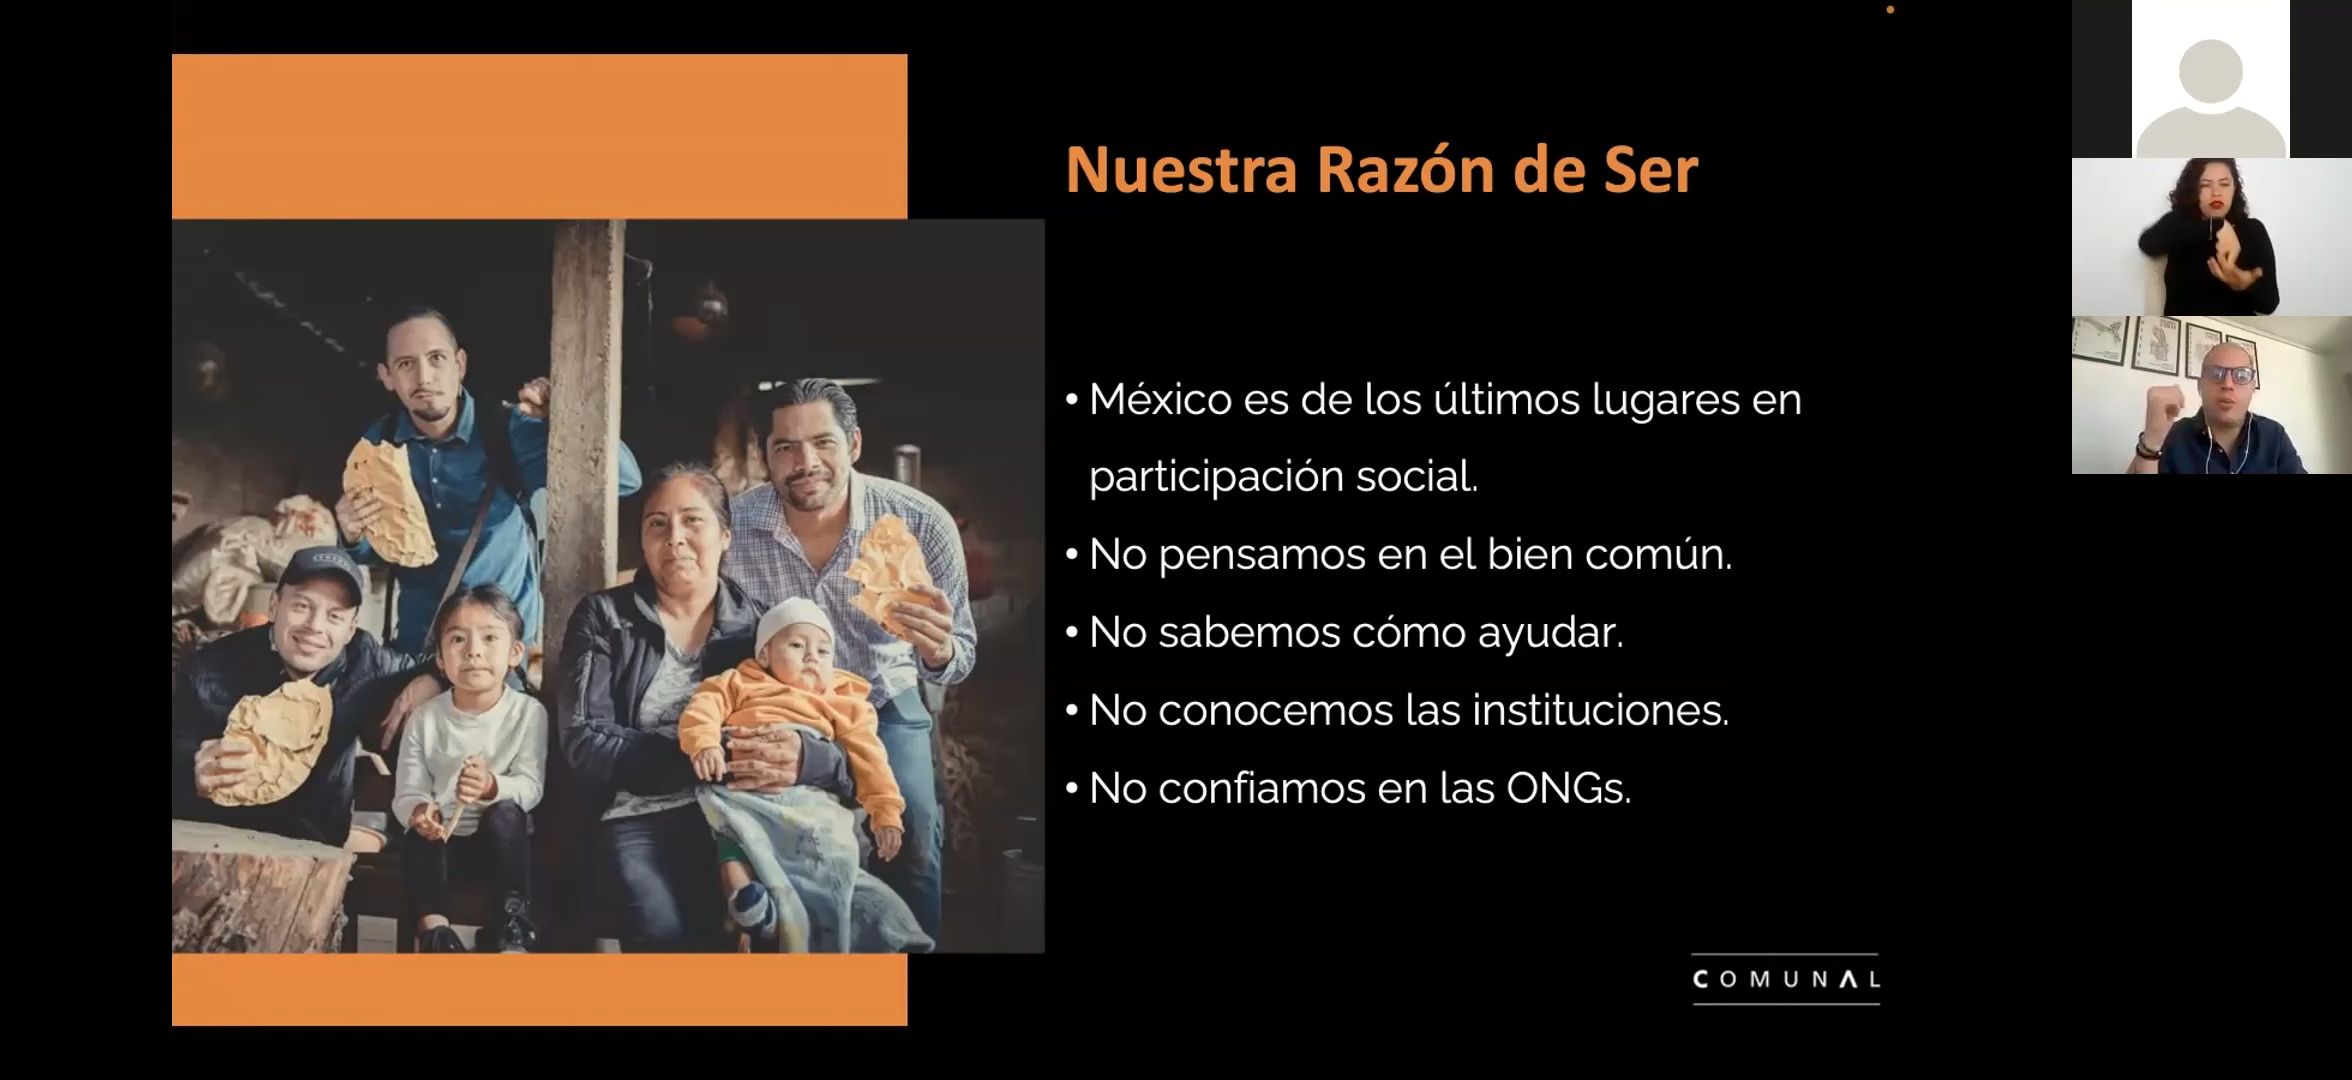 Nuestra Razón de Ser
• México es de los últimos lugares en
participación social.
• No pensamos en el bien común.
• No sabemos cómo ayudar.
• No conocemos las instituciones.
• No confiamos en las ONGs.
COMUNAL